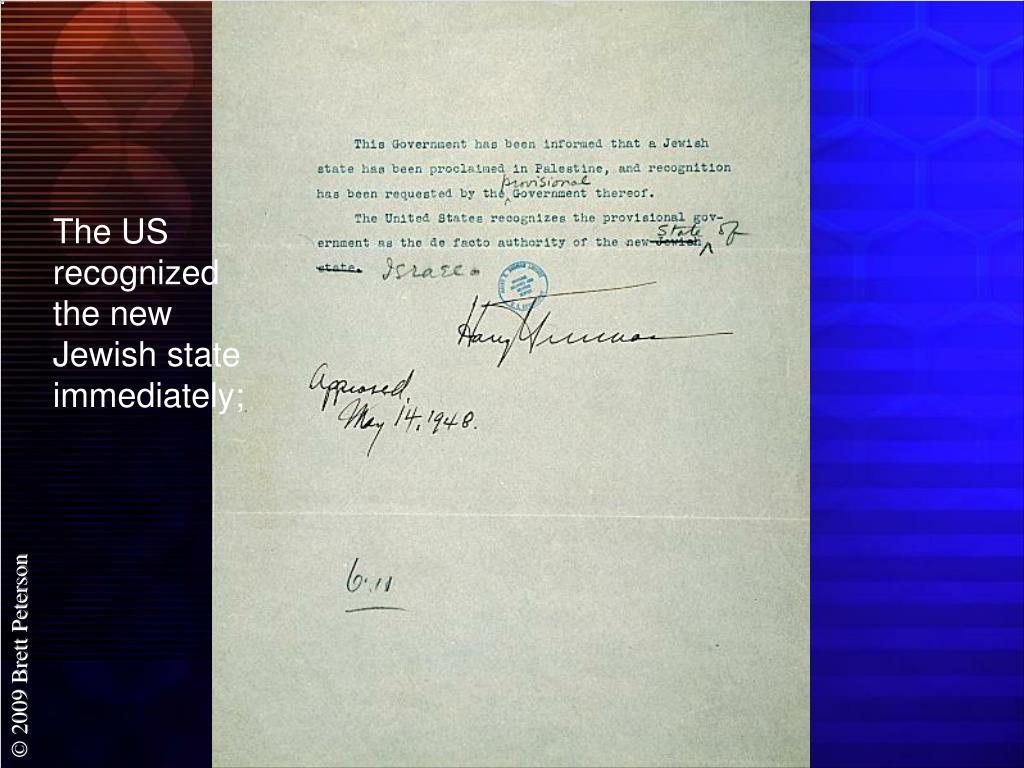 The US
recognized
the new
Jewish state
immediately;
This Government has been informed that a Jewish
state has been proclaimed in Palestine, and recognition
provisional
has been requested by the Government thereof.
The United States recognizes the provisional gov-
State of
ernment as the de facto authority of the new Jewish
state. Israel.
Harry Truman
Approved,
May 14, 1948.
6.11
© 2009 Brett Peterson